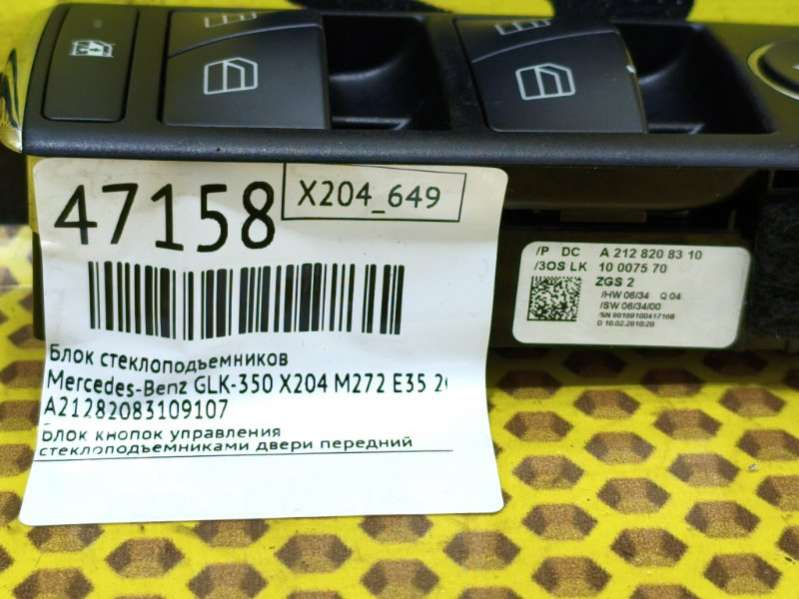 47158
X204_649
Блок стеклоподъемников
Mercedes-Benz GLK-350 X204 M272 E35
A21282083109107
Блок кнопок управления
стеклоподъемниками двери передний
/P DC A 212 820 83 10
/3OS LK 10 0075 70
ZGS 2
/HW 06/34 Q 04
/SW 06/34/00